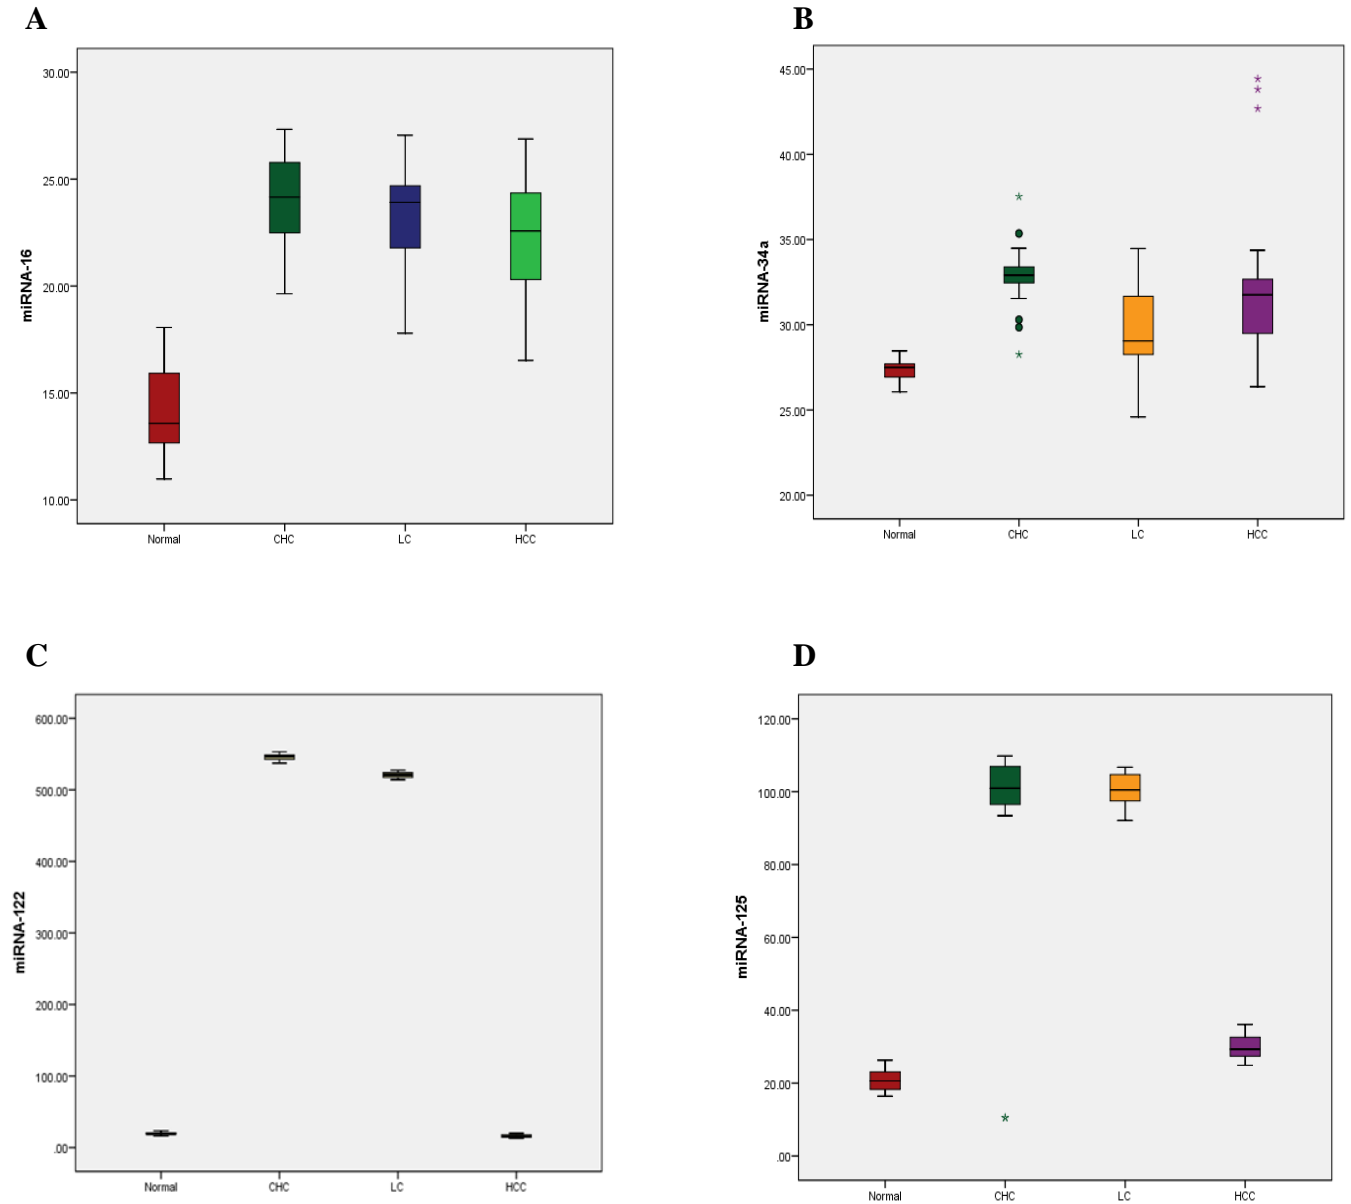 A
30.00
25.00
20.00
15.00
10.00
miRNA-16
Normal CHC LC HCC
B
45.00
40.00
35.00
30.00
25.00
20.00
miRNA-34a
Normal CHC LC HCC
C
600.00
500.00
400.00
300.00
200.00
100.00
.00
miRNA-122
Normal CHC LC HCC
D
120.00
100.00
80.00
60.00
40.00
20.00
.00
miRNA-125
Normal CHC LC HCC